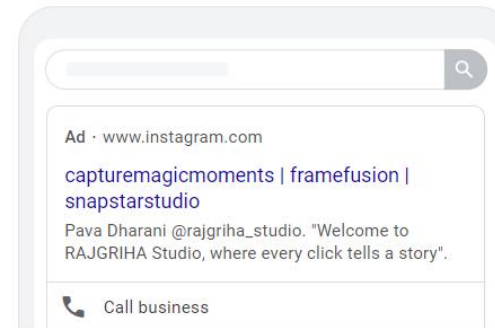 Ad · www.instagram.com
capturemagicmoments | framefusion |
snapstarstudio
Pava Dharani @rajgriha_studio. "Welcome to
RAJGRIHA Studio, where every click tells a story".
Call business